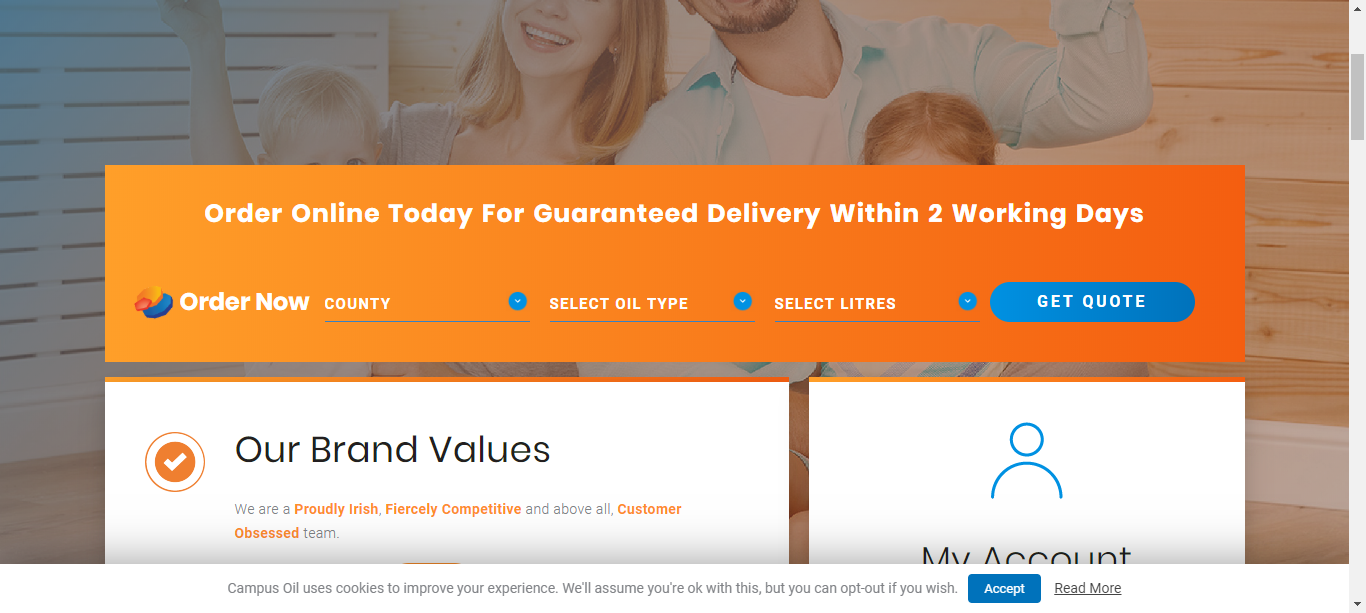 Order Online Today For Guaranteed Delivery Within 2 Working Days
Order Now COUNTY SELECT OIL TYPE SELECT LITRES GET QUOTE
Our Brand Values
We are a Proudly Irish, Fiercely Competitive and above all, Customer
Obsessed team.
My Account
Campus Oil uses cookies to improve your experience. We'll assume you're ok with this, but you can opt-out if you wish. Accept Read More